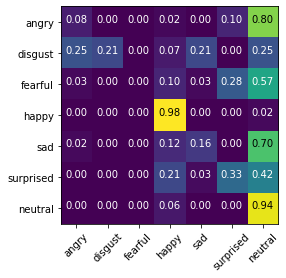 angry 0.08 0.00 0.00 0.02 0.00 0.10 0.80
disgust 0.25 0.21 0.00 0.07 0.21 0.00 0.25
fearful 0.03 0.00 0.00 0.10 0.03 0.28 0.57
happy 0.00 0.00 0.00 0.98 0.00 0.00 0.02
sad 0.02 0.00 0.00 0.12 0.16 0.00 0.70
surprised 0.00 0.00 0.00 0.21 0.03 0.33 0.42
neutral 0.00 0.00 0.00 0.06 0.00 0.00 0.94
angry disgust fearful happy sad surprised neutral